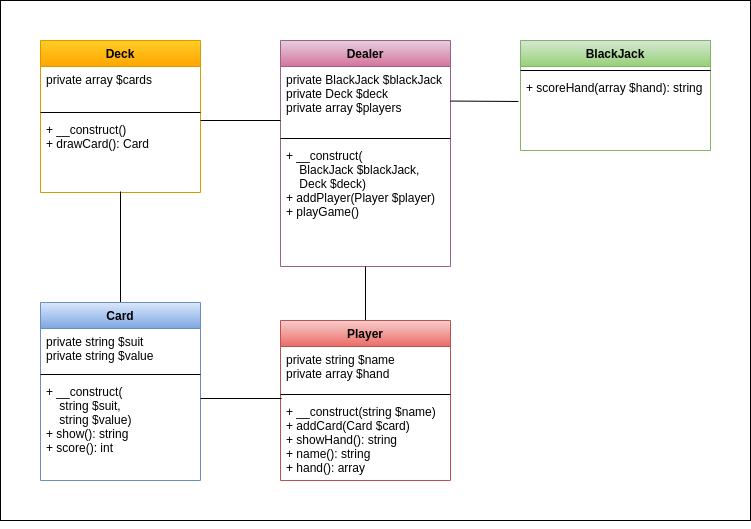 Deck
private array $cards
+ __construct()
+ drawCard(): Card
Dealer
private BlackJack $blackJack
private Deck $deck
private array $players
+ __construct(
BlackJack $blackJack,
Deck $deck)
+ addPlayer(Player $player)
+ playGame()
BlackJack
+ scoreHand(array $hand): string
Card
private string $suit
private string $value
+ __construct(
string $suit,
string $value)
+ show(): string
+ score(): int
Player
private string $name
private array $hand
+ __construct(string $name)
+ addCard(Card $card)
+ showHand(): string
+ name(): string
+ hand(): array